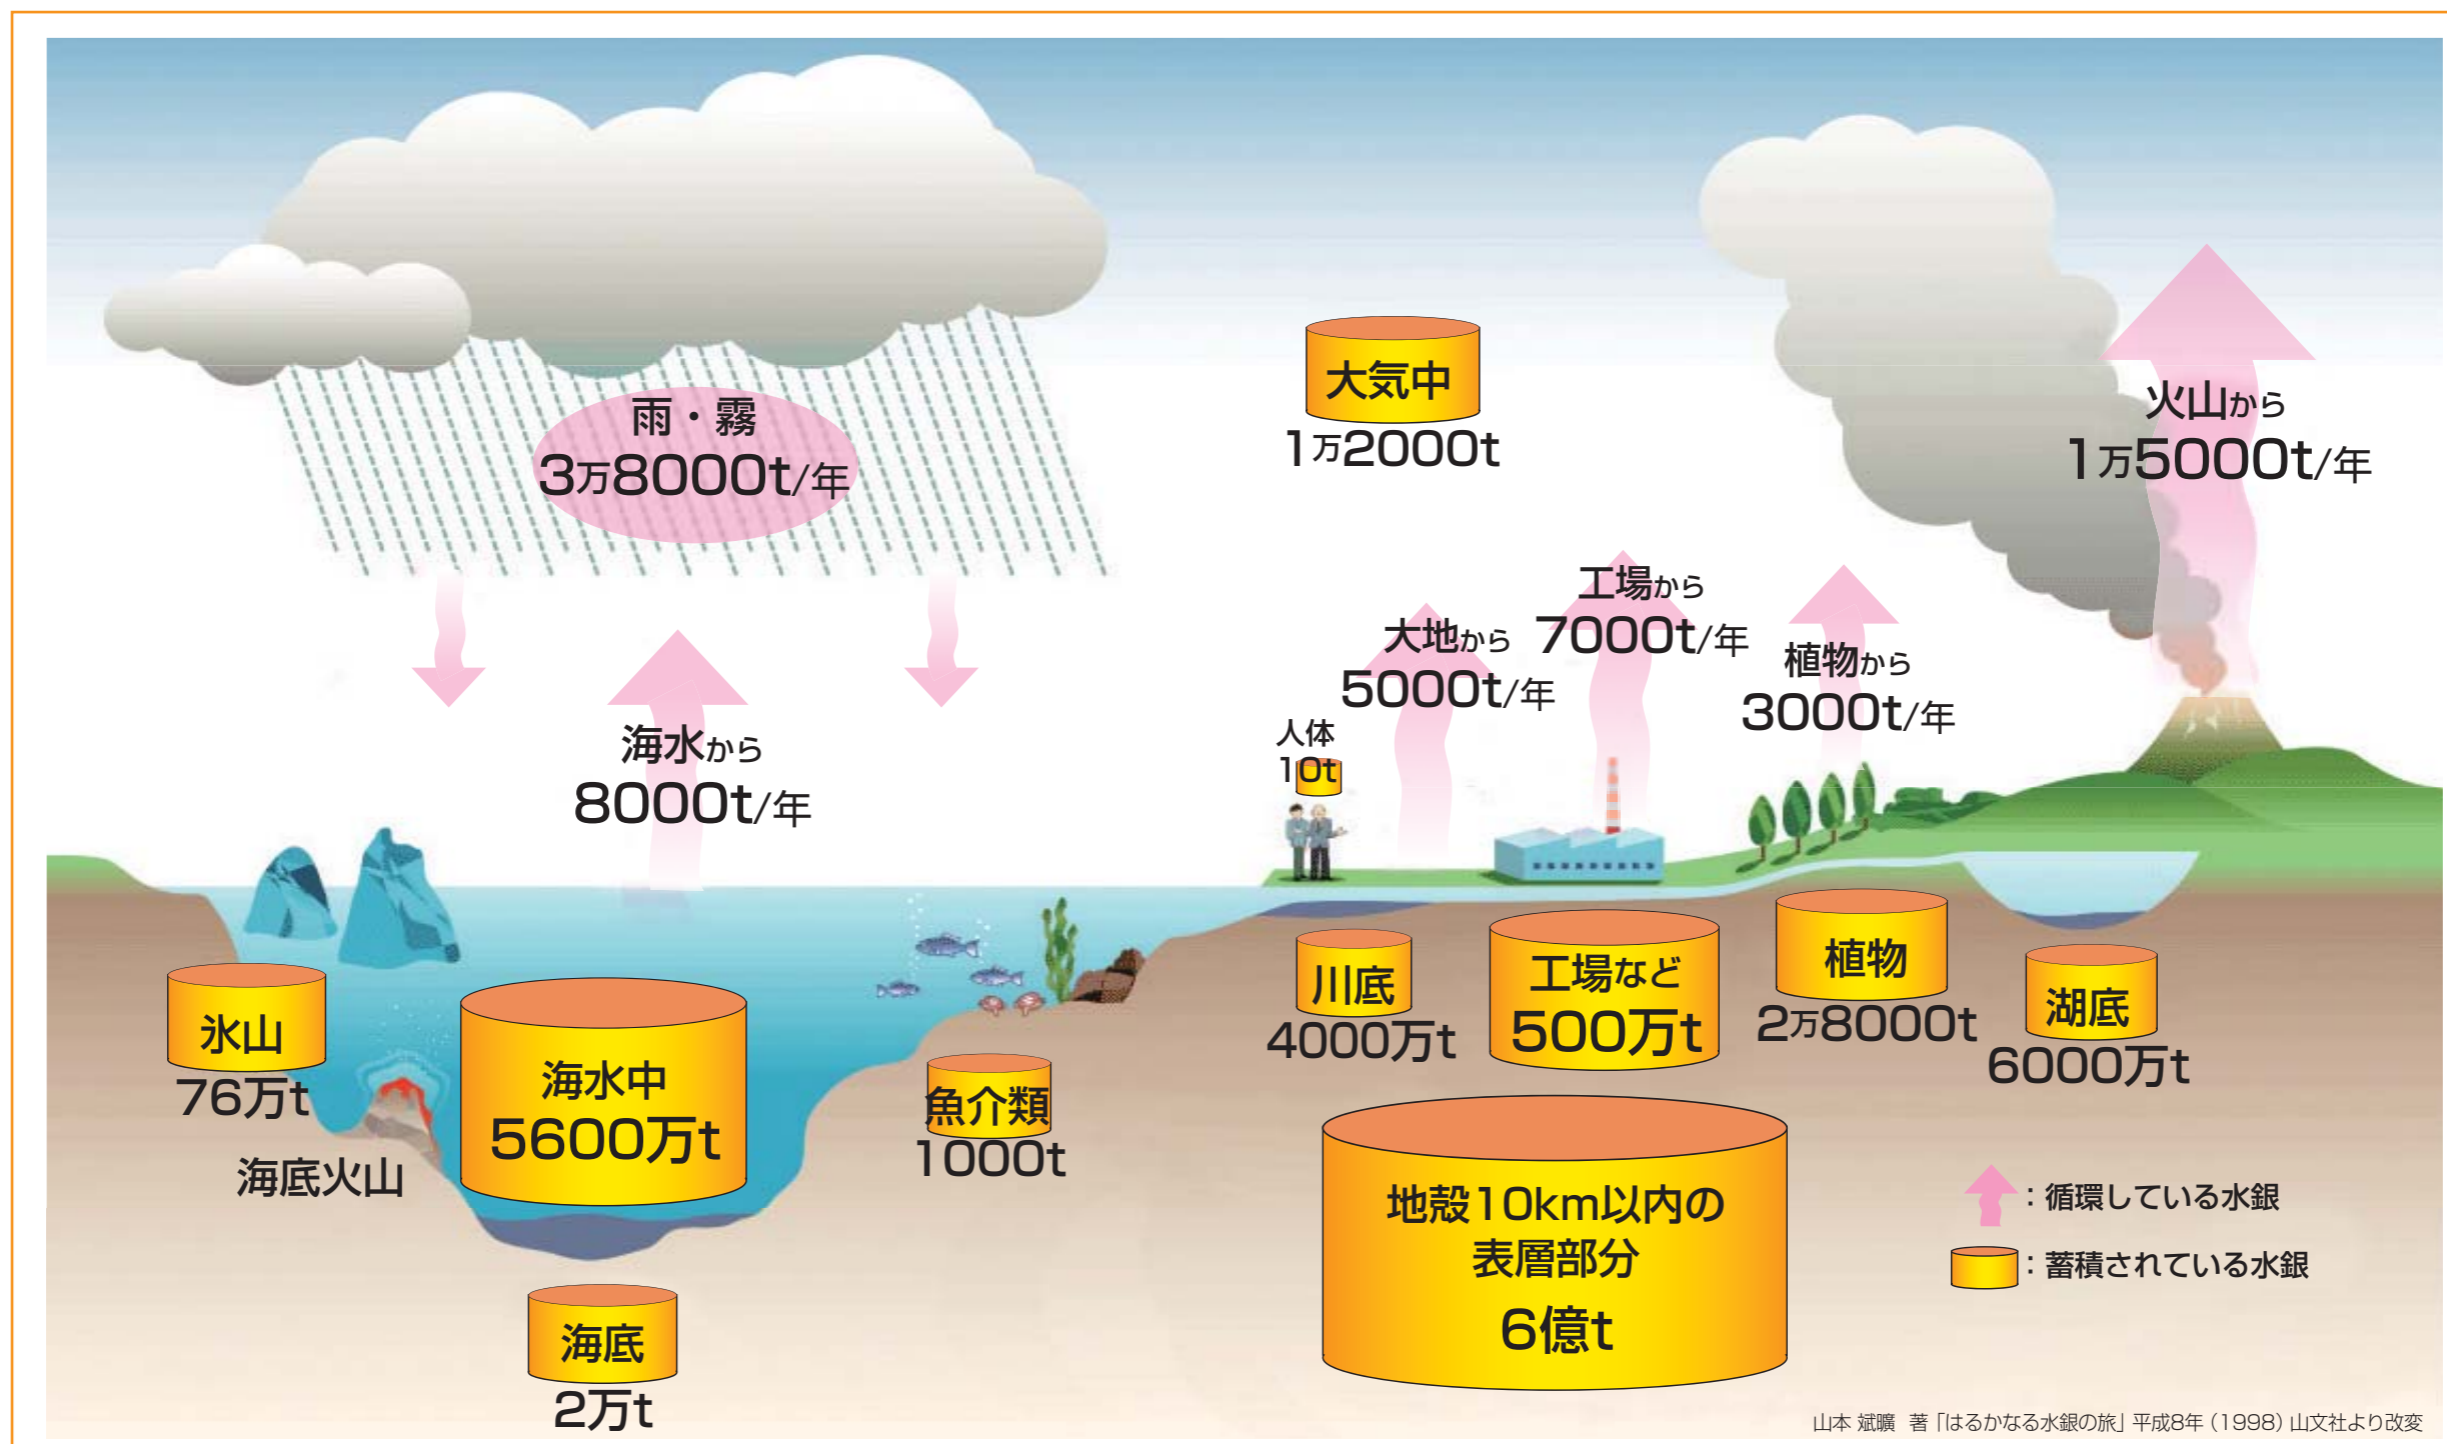 雨・霧
3万8000t/年
大気中
1万2000t
火山から
1万5000t/年
工場から
7000t/年
大地から
5000t/年
植物から
3000t/年
海水から
8000t/年
人体
10t
氷山
76万t
海底火山
海水中
5600万t
魚介類
1000t
海底
2万t
川底
4000万t
工場など
500万t
植物
2万8000t
湖底
6000万t
地殻10km以内の
表層部分
6億t
：循環している水銀
：蓄積されている水銀
山本 斌曠 著「はるかなる水銀の旅」平成8年（1998）山文社より改変